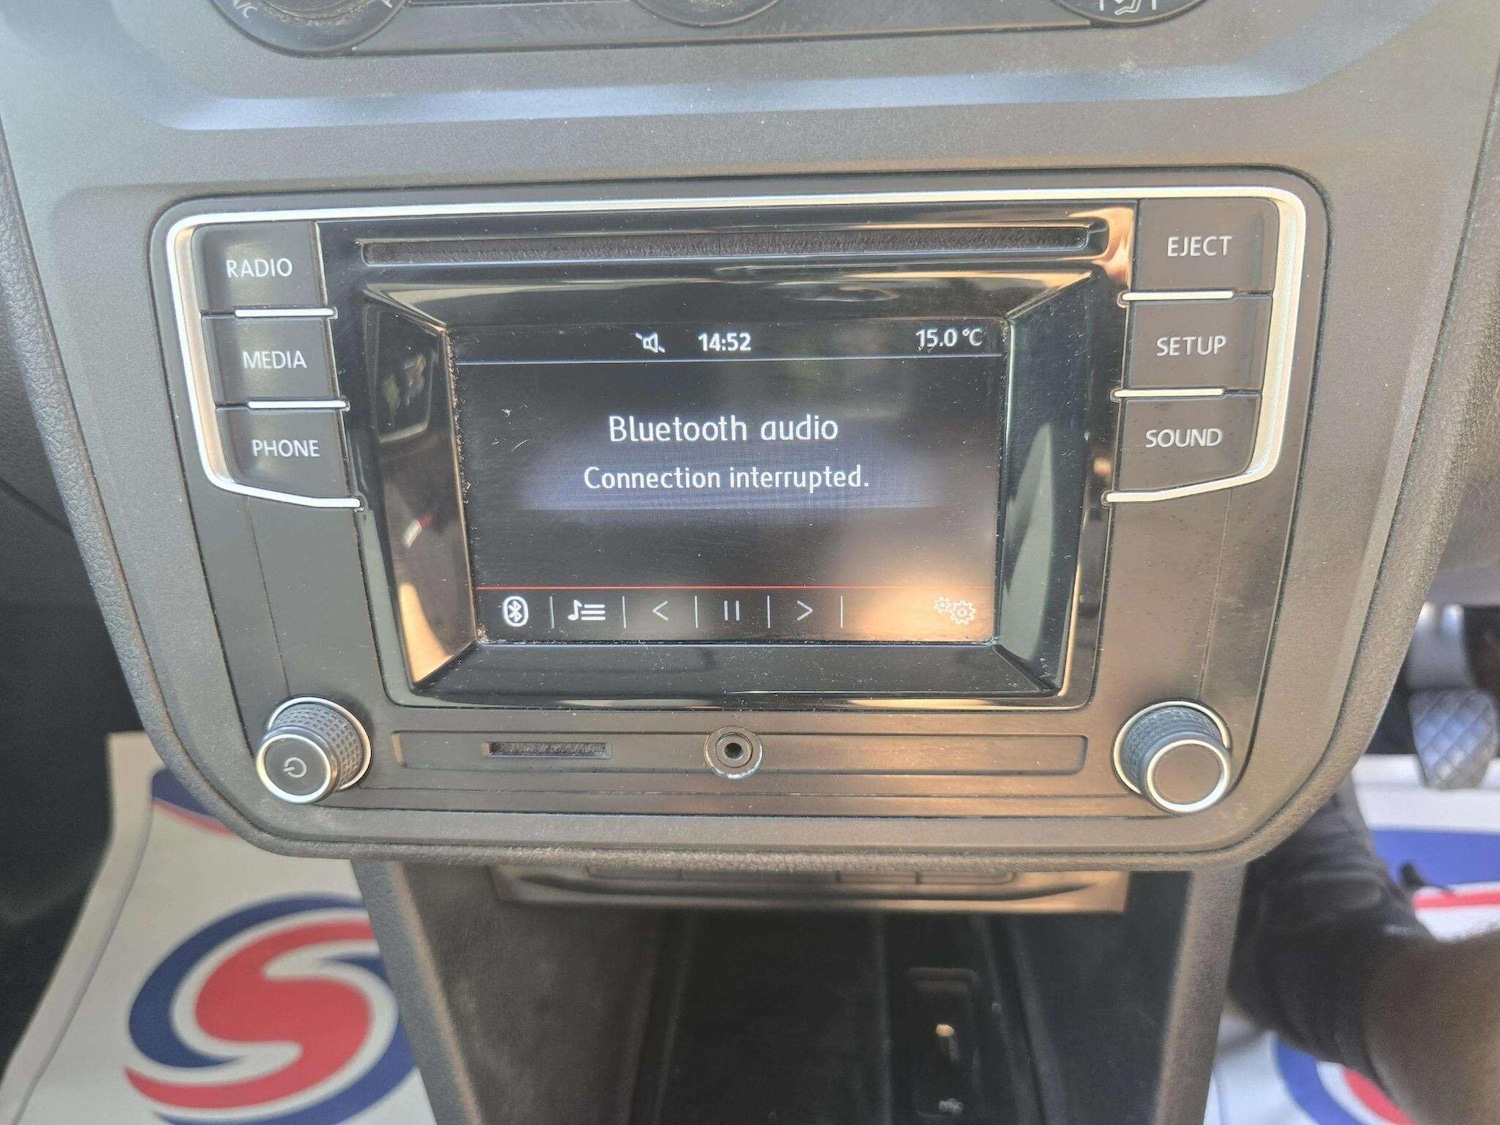 A/C
RADIO
MEDIA
PHONE
EJECT
SETUP
SOUND
14:52
15.0 °C
Bluetooth audio
Connection interrupted.